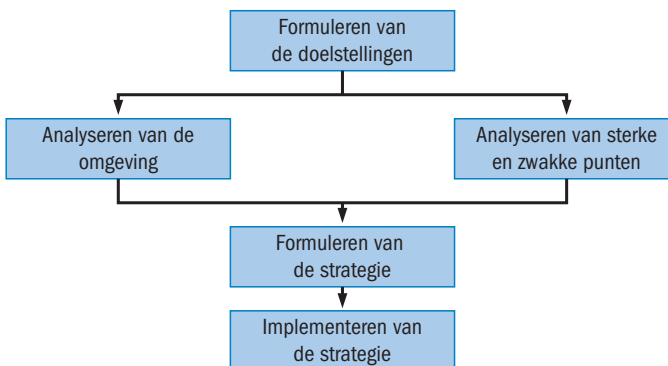 Formuleren van
de doelstellingen
Analyseren van de
omgeving
Analyseren van sterke
en zwakke punten
Formuleren van
de strategie
Implementeren van
de strategie